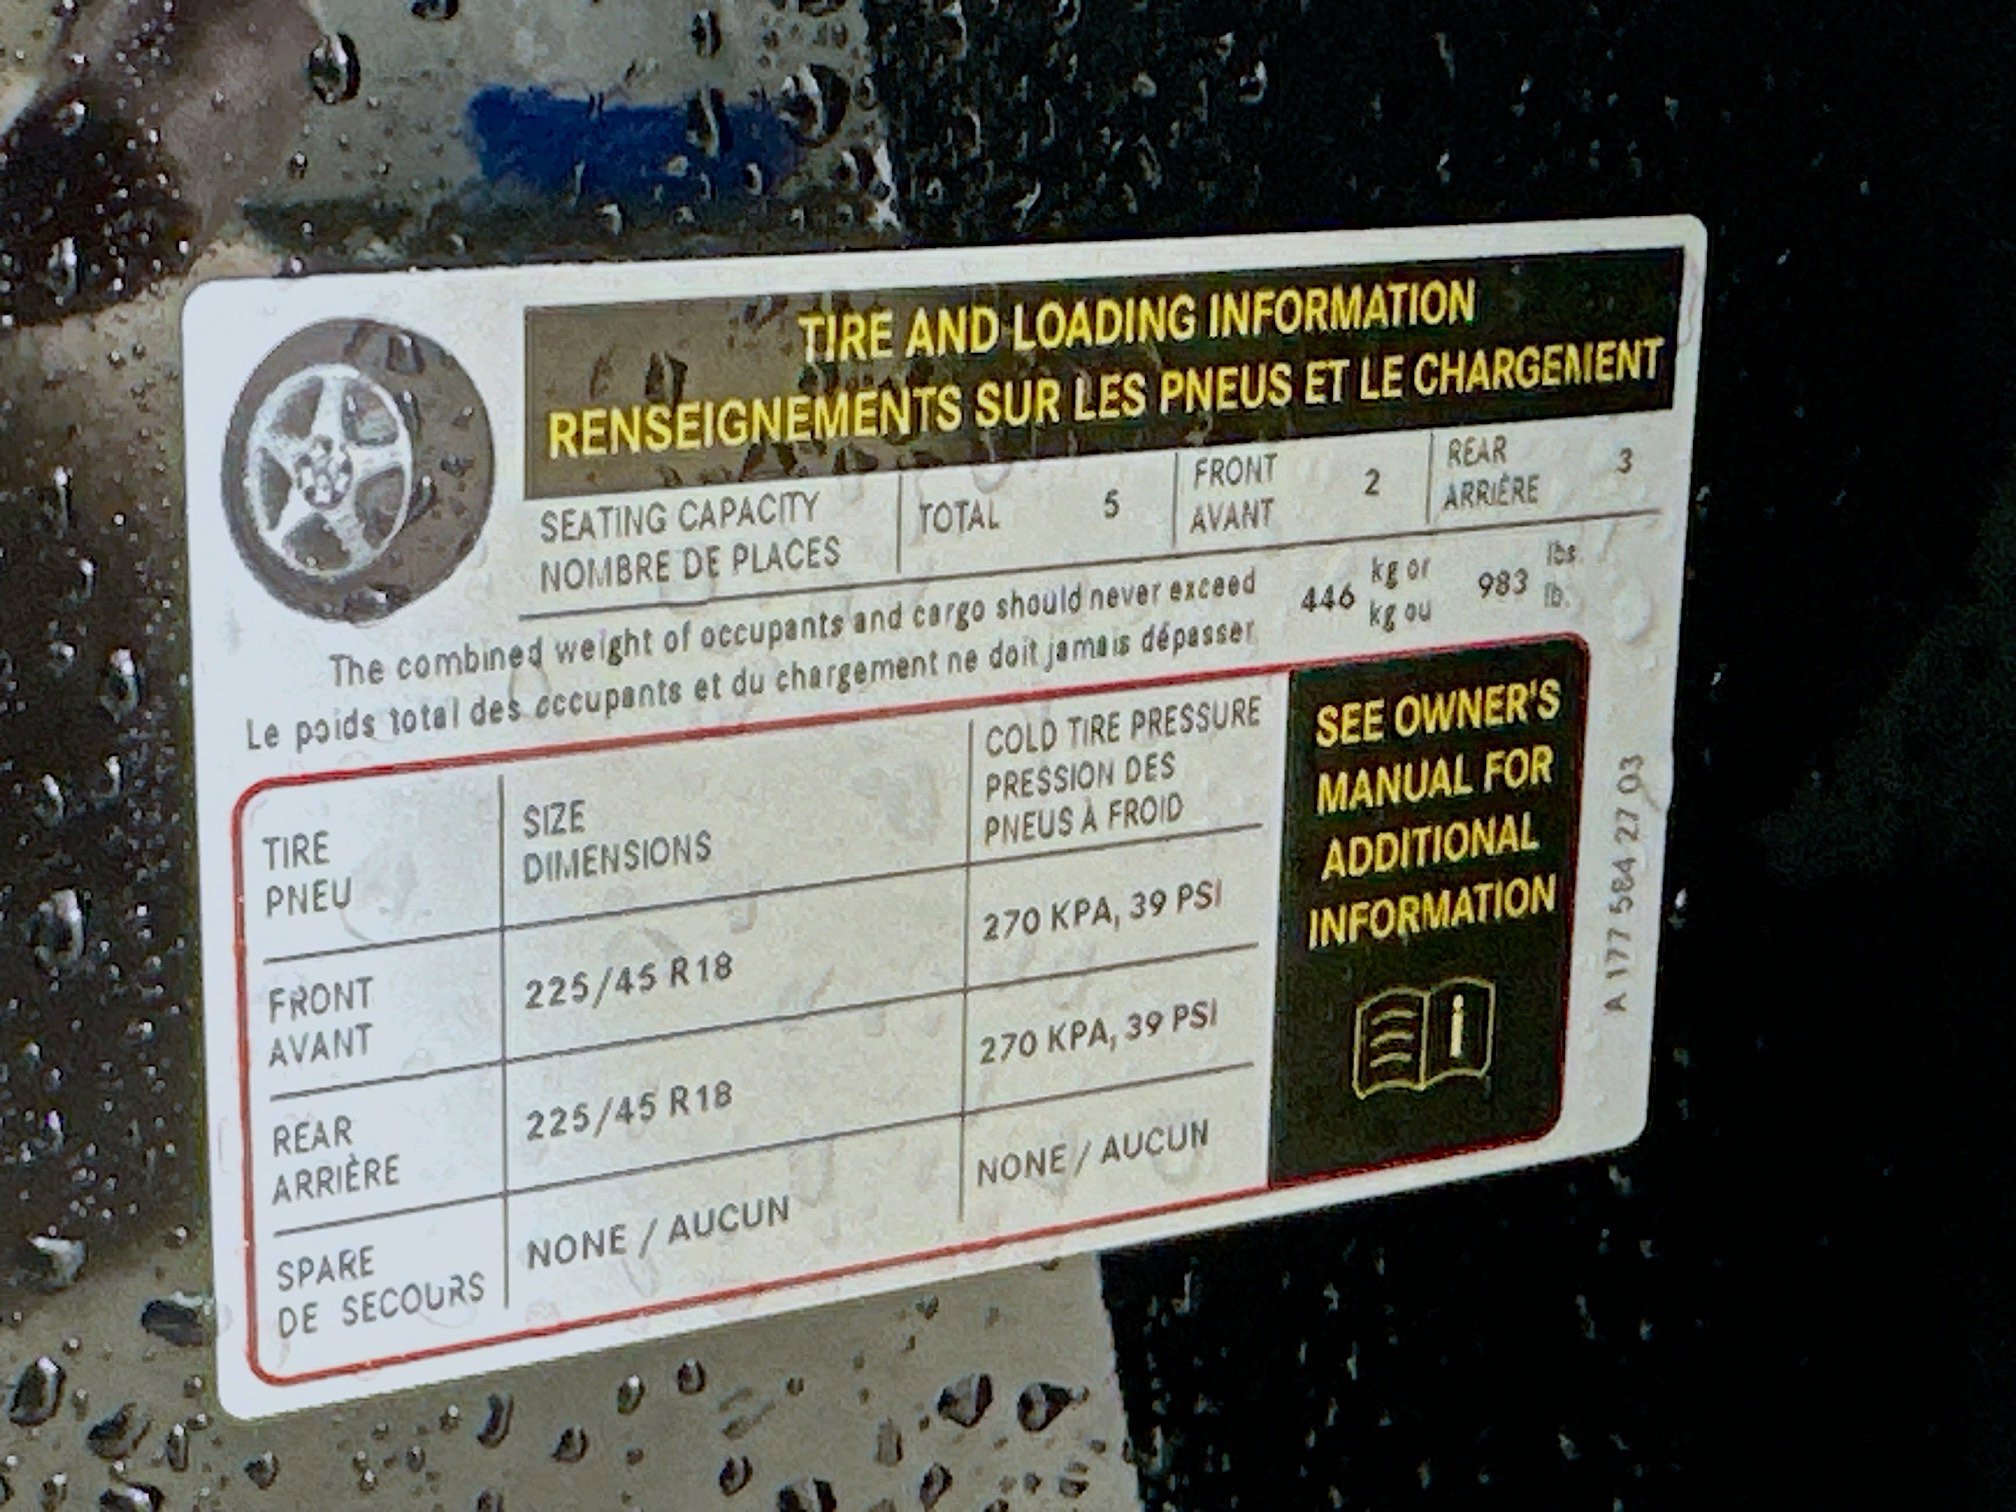 TIRE AND LOADING INFORMATION
RENSEIGNEMENTS SUR LES PNEUS ET LE CHARGEMENT
SEATING CAPACITY
NOMBRE DE PLACES
TOTAL 5
FRONT
AVANT
2
REAR
ARRIÈRE
3
The combined weight of occupants and cargo should never exceed
Le poids total des occupants et du chargement ne doit jamais dépasser
446
kg or
kg ou
983
lbs.
lb.
TIRE
PNEU
SIZE
DIMENSIONS
COLD TIRE PRESSURE
PRESSION DES
PNEUS À FROID
FRONT
AVANT
225/45 R18
270 KPA, 39 PSI
REAR
ARRIÈRE
225/45 R18
270 KPA, 39 PSI
SPARE
DE SECOURS
NONE / AUCUN
NONE / AUCUN
SEE OWNER'S
MANUAL FOR
ADDITIONAL
INFORMATION
i
A 177 584 27 03